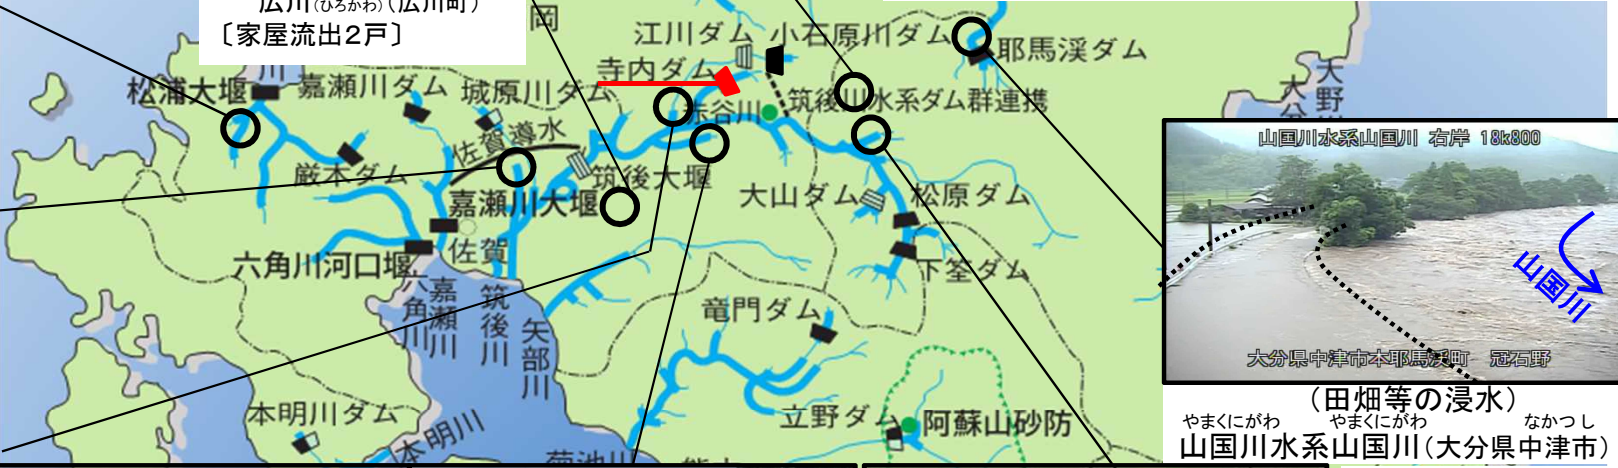 広川(ひろかわ)(広川町)
〔家屋流出2戸〕
岡
江川ダム
小石原川ダム
耶馬渓ダム
寺内ダム
松浦大堰
川
嘉瀬川ダム
城原川ダム
赤谷川
筑後川水系ダム群連携
大分
大野
佐賀導水
厳木ダム
筑後大堰
嘉瀬川大堰
大山ダム
松原ダム
佐賀
六角川河口堰
下筌ダム
六角川
嘉瀬川
筑後川
矢部川
竜門ダム
本明川ダム
本明川
立野ダム
阿蘇山砂防
菊池川
山国川水系山国川 右岸 18k800
山国川
大分県中津市本耶馬渓町 冠石野
(田畑等の浸水)
やまくにがわ やまくにがわ なかつし
山国川水系山国川(大分県中津市)